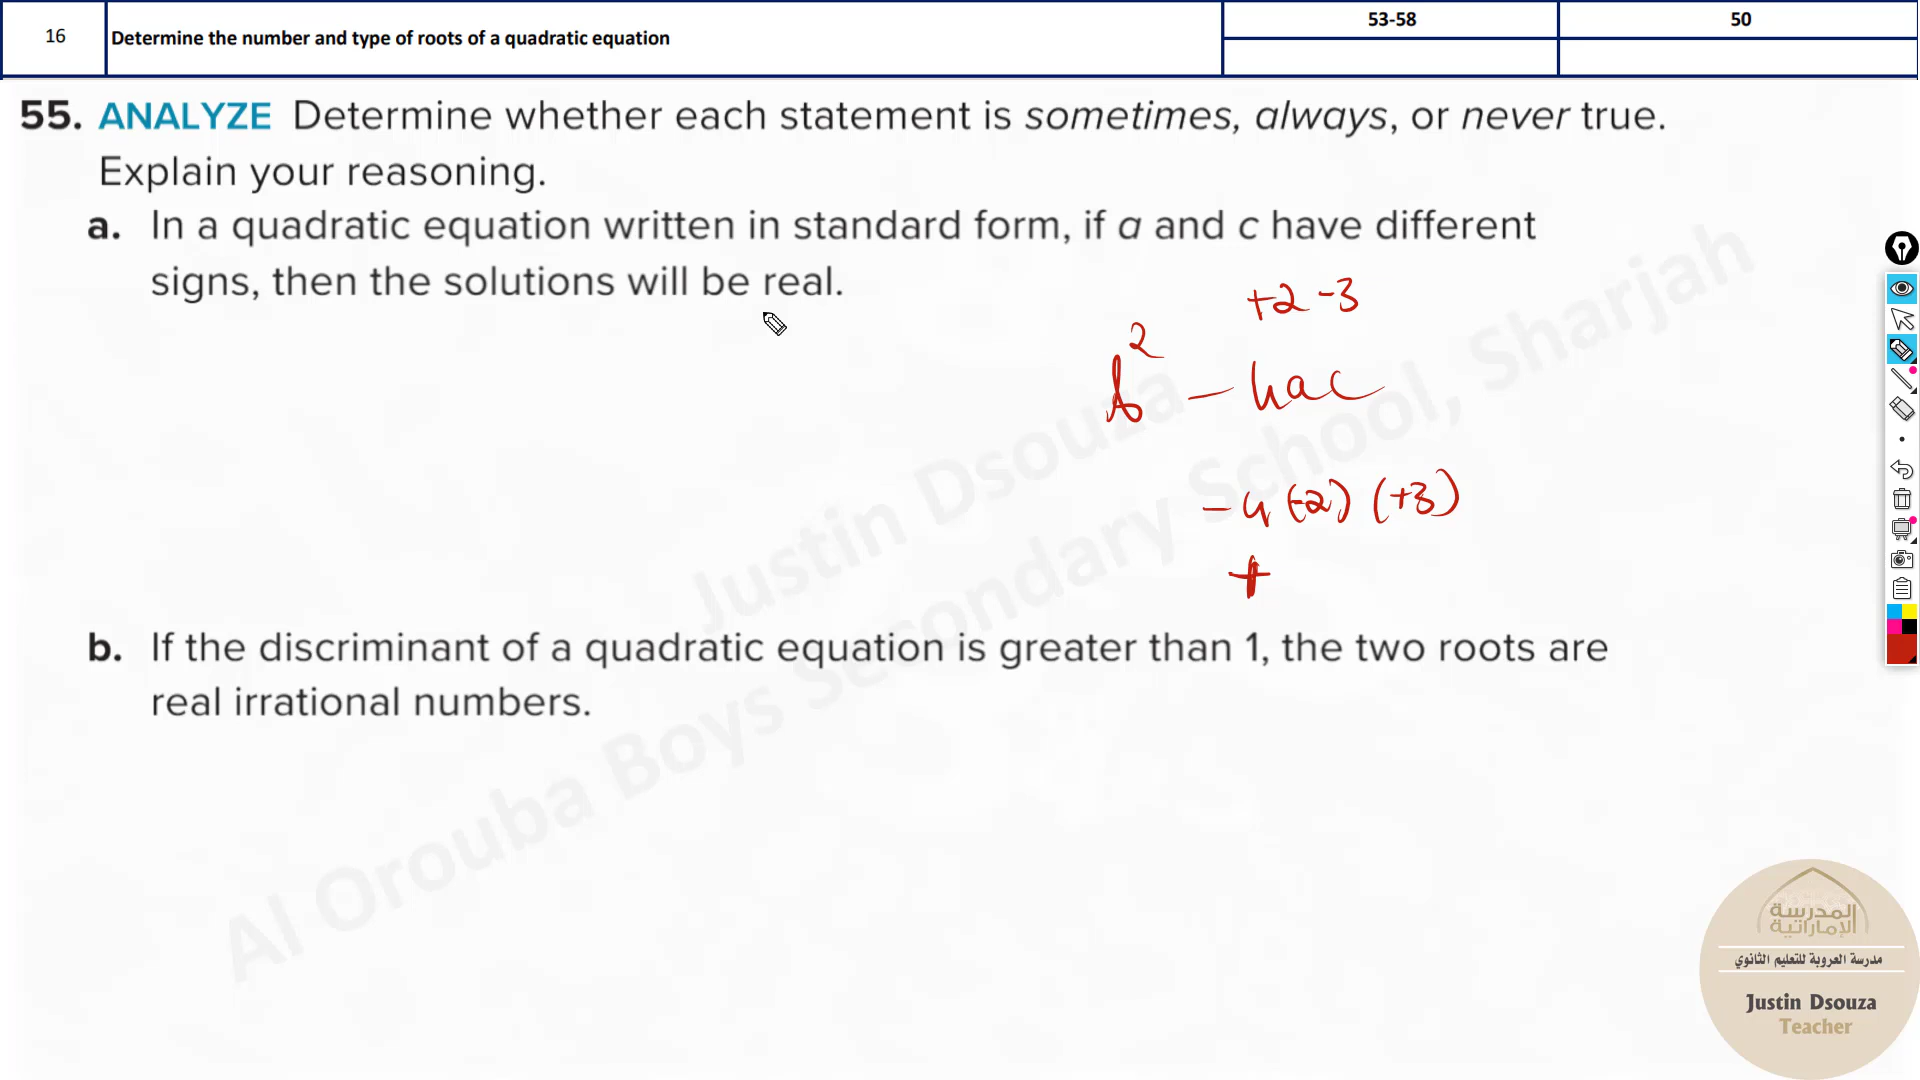 16 Determine the number and type of roots of a quadratic equation 53-58 50
55. ANALYZE Determine whether each statement is sometimes, always, or never true.
Explain your reasoning.
a. In a quadratic equation written in standard form, if a and c have different
signs, then the solutions will be real.
+2 -3
b² - 4ac
- 4 (-2) (+3)
+
b. If the discriminant of a quadratic equation is greater than 1, the two roots are
real irrational numbers.
Justin Dsouza
Al Orouba Boys Secondary School, Sharjah
المدرسة
الإماراتية
مدرسة العروبة للتعليم الثانوي
Justin Dsouza
Teacher